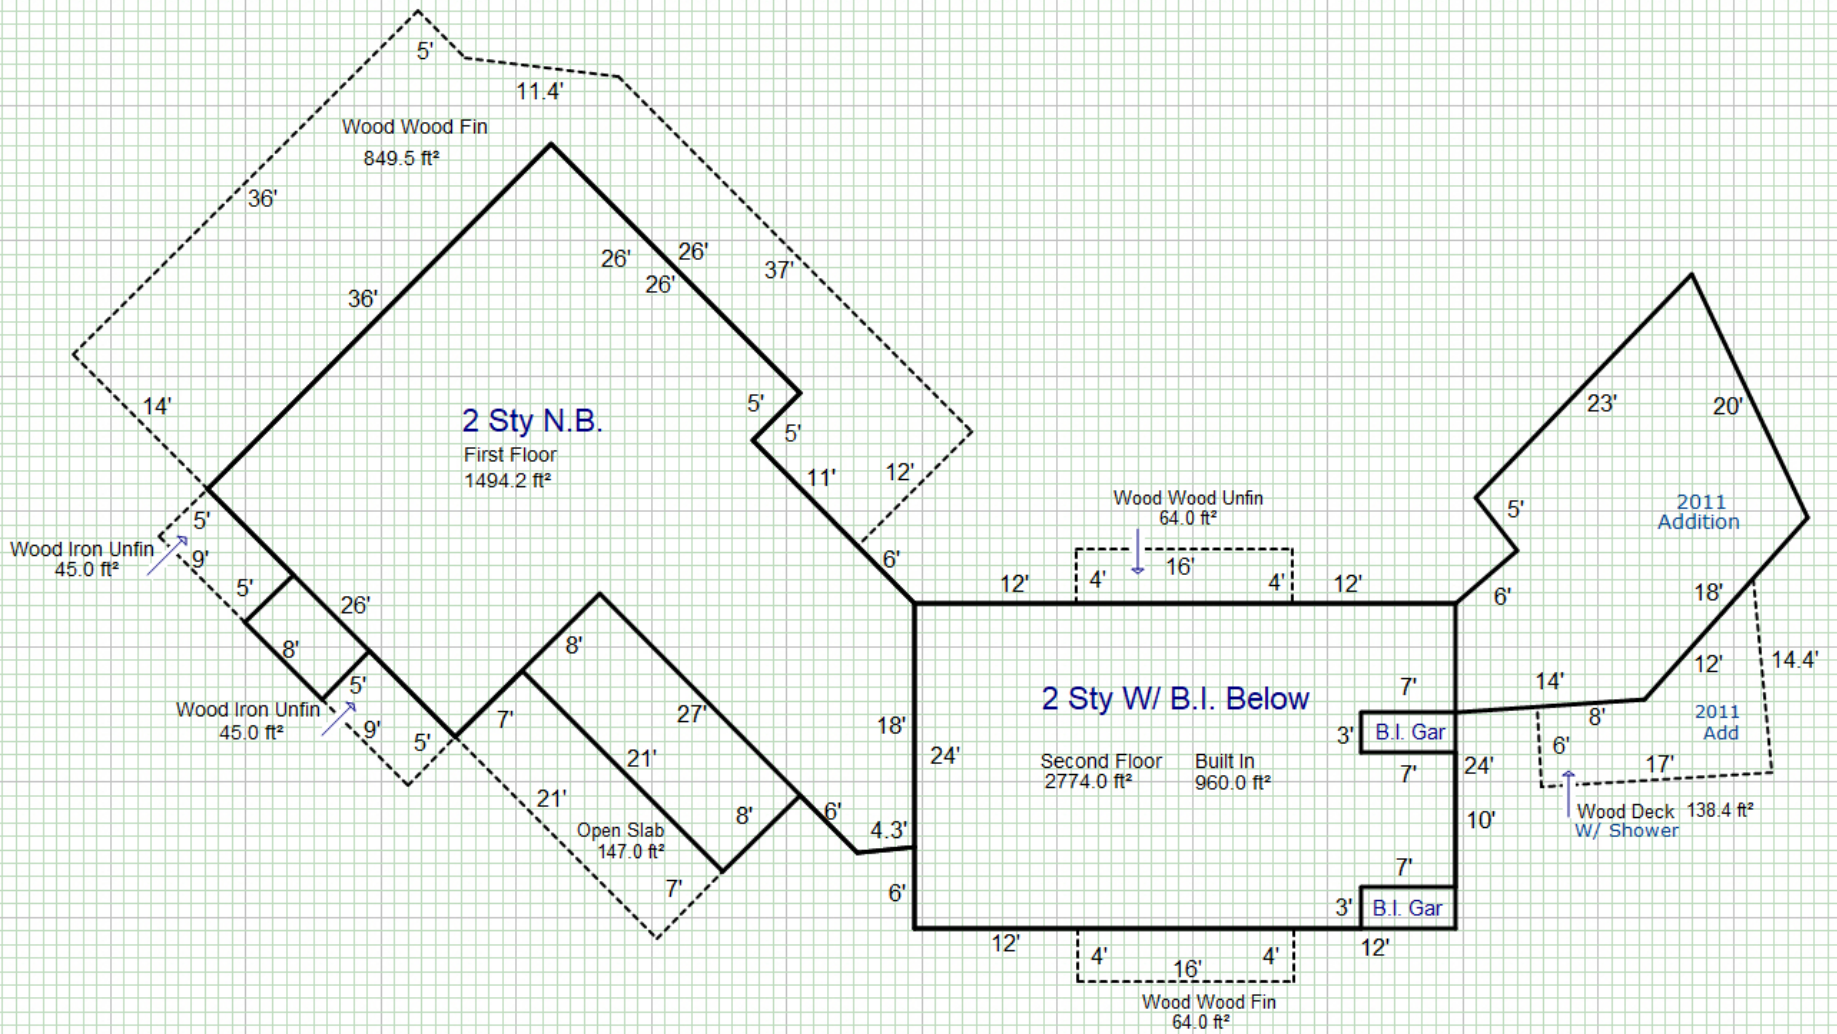 5'
11.4'
Wood Wood Fin
849.5 ft²
36'
26'
26'
26'
37'
36'
14'
5'
5'
2 Sty N.B.
First Floor
1494.2 ft²
11'
12'
6'
5'
Wood Iron Unfin
45.0 ft²
9'
5'
26'
8'
5'
Wood Iron Unfin
45.0 ft²
9'
5'
8'
7'
27'
21'
21'
Open Slab
147.0 ft²
8'
7'
6'
4.3'
Wood Wood Unfin
64.0 ft²
12'
4'
16'
4'
12'
18'
24'
6'
2 Sty W/ B.I. Below
Second Floor
2774.0 ft²
Built In
960.0 ft²
7'
3'
B.I. Gar
7'
24'
10'
7'
3'
B.I. Gar
12'
4'
16'
4'
12'
Wood Wood Fin
64.0 ft²
23'
20'
5'
2011
Addition
6'
18'
12'
14.4'
14'
8'
2011
Add
6'
17'
Wood Deck 138.4 ft²
W/ Shower